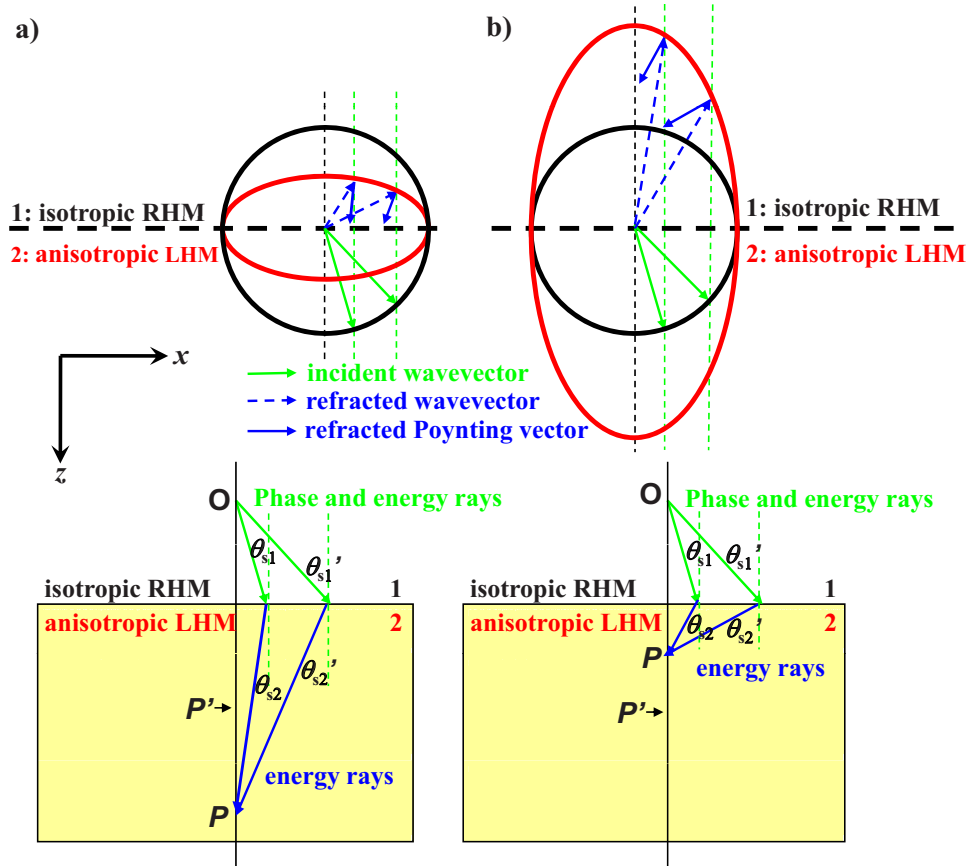 a)
b)
1: isotropic RHM
2: anisotropic LHM
1: isotropic RHM
2: anisotropic LHM
x
z
incident wavevector
refracted wavevector
refracted Poynting vector
O
Phase and energy rays
θs1
θs1'
isotropic RHM
1
anisotropic LHM
2
θs2
θs2'
P'
energy rays
P
O
Phase and energy rays
θs1
θs1'
isotropic RHM
1
anisotropic LHM
2
θs2
θs2'
P
energy rays
P'